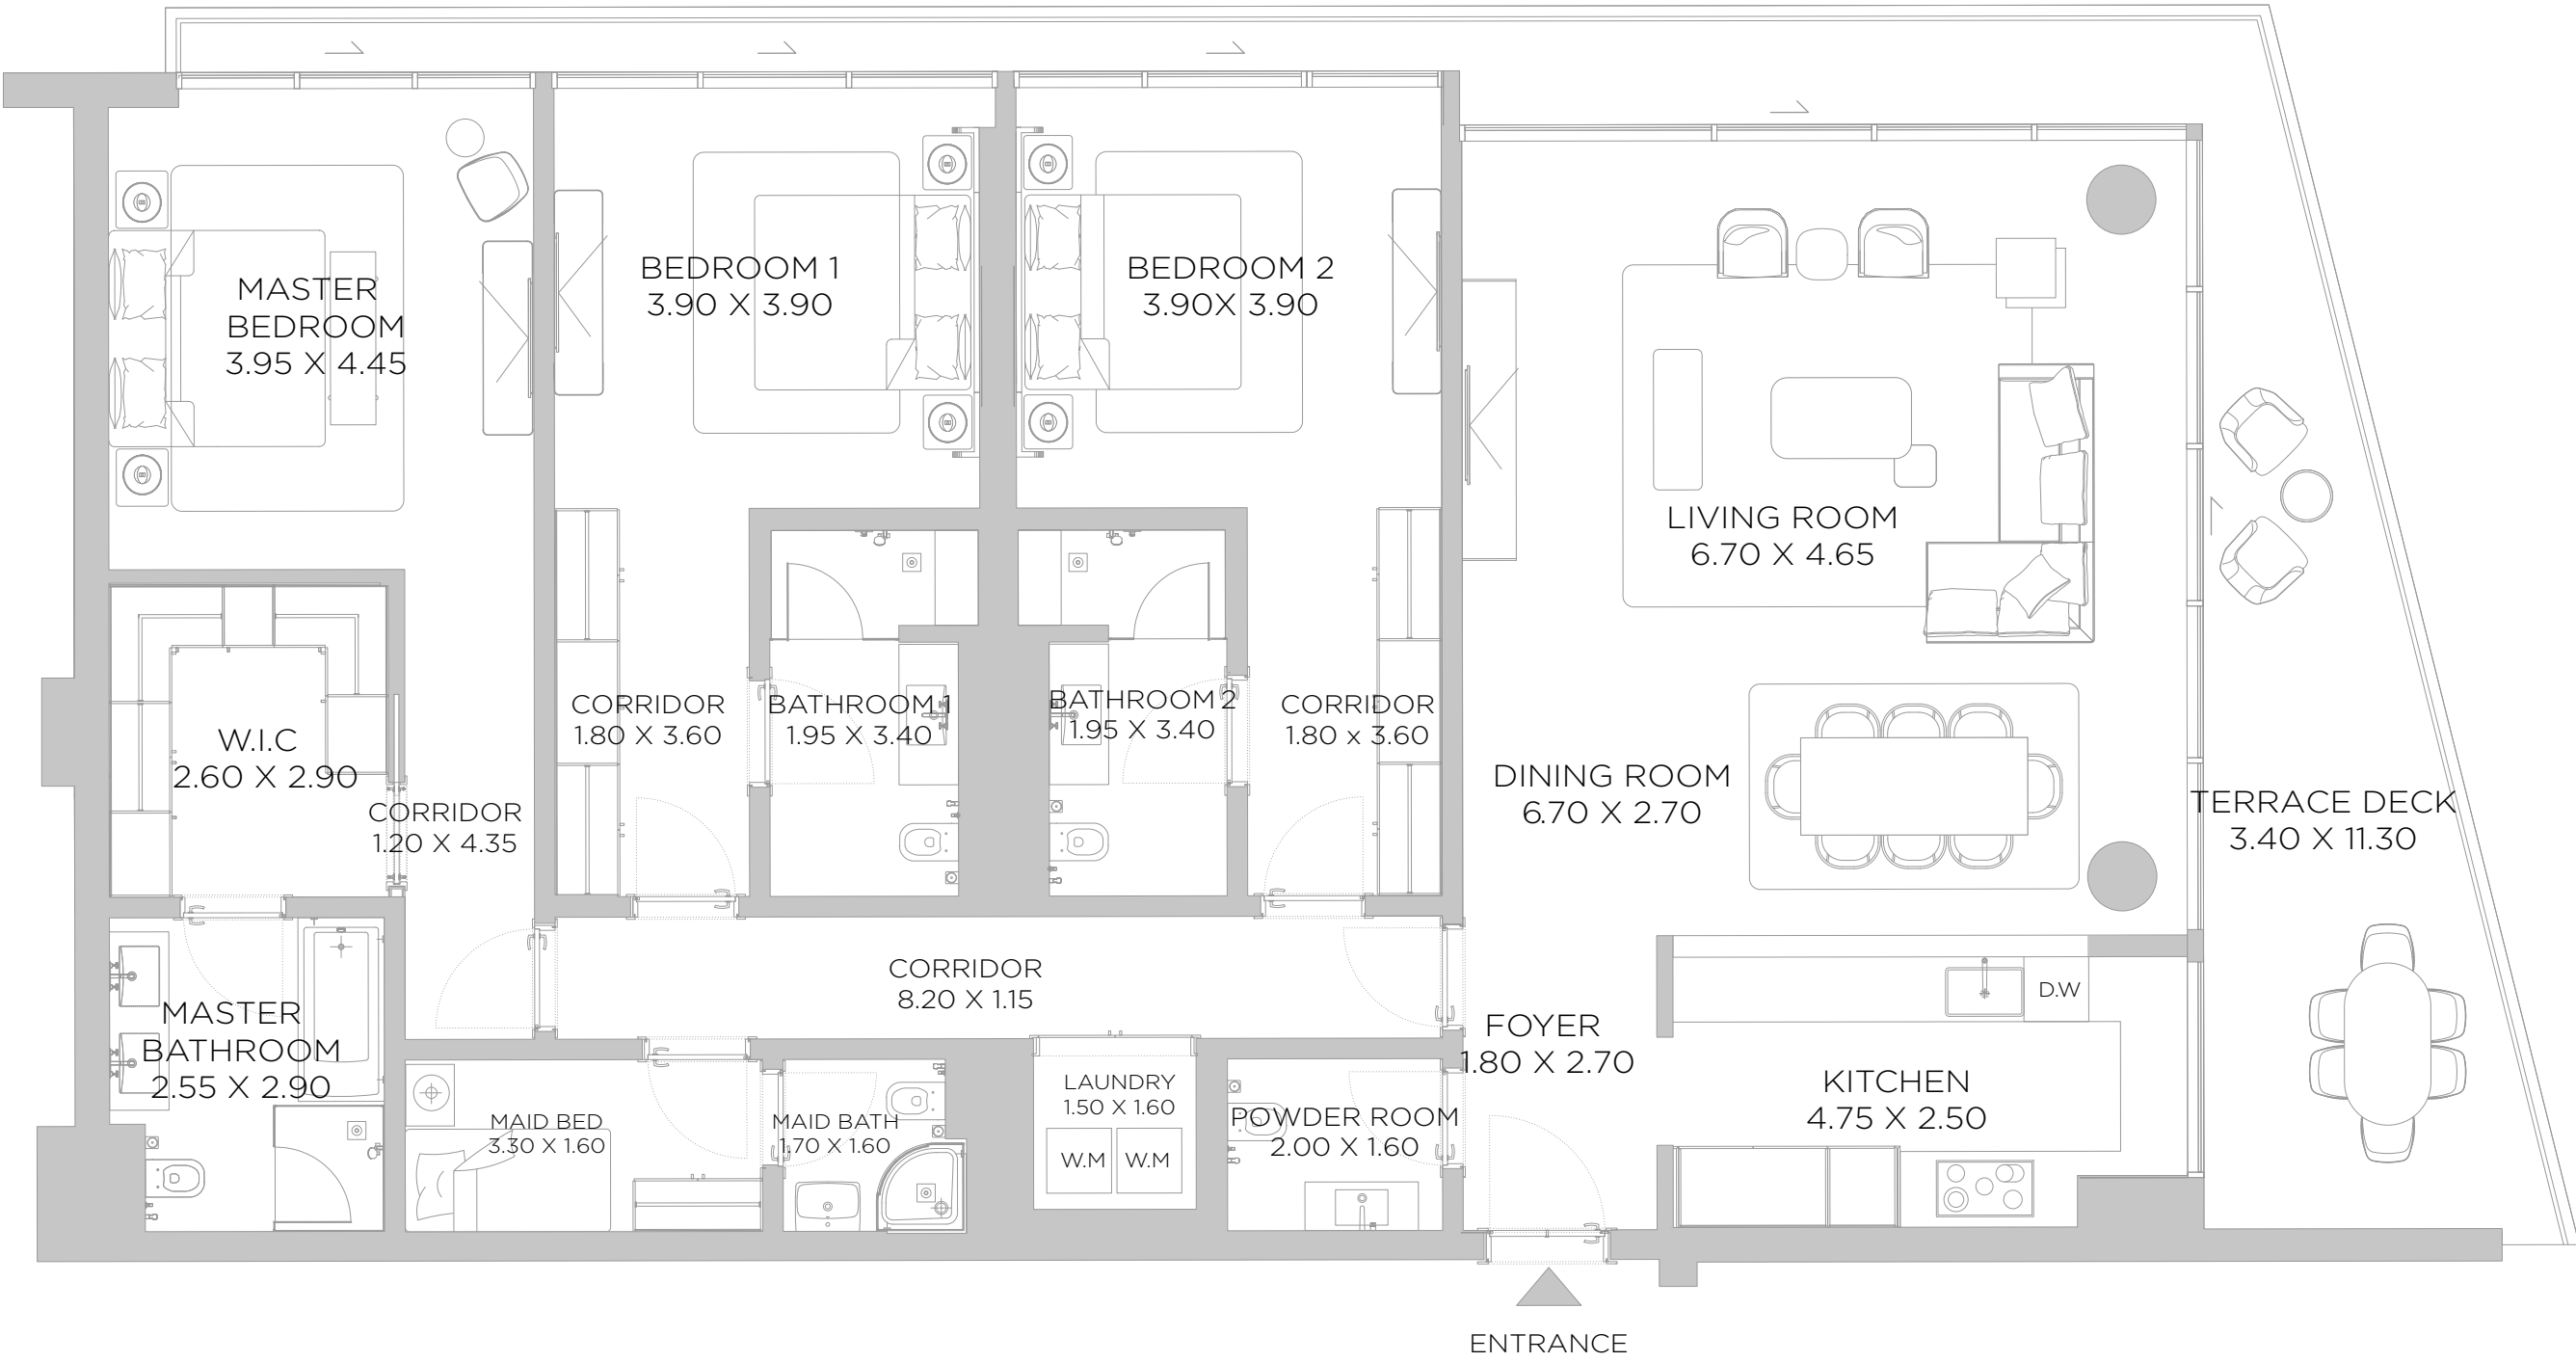 MASTER
BEDROOM
3.95 X 4.45
BEDROOM 1
3.90 X 3.90
BEDROOM 2
3.90X 3.90
LIVING ROOM
6.70 X 4.65
W.I.C
2.60 X 2.90
CORRIDOR
1.20 X 4.35
CORRIDOR
1.80 X 3.60
BATHROOM 1
1.95 X 3.40
BATHROOM 2
1.95 X 3.40
CORRIDOR
1.80 x 3.60
DINING ROOM
6.70 X 2.70
TERRACE DECK
3.40 X 11.30
MASTER
BATHROOM
2.55 X 2.90
CORRIDOR
8.20 X 1.15
FOYER
1.80 X 2.70
D.W
KITCHEN
4.75 X 2.50
MAID BED
3.30 X 1.60
MAID BATH
1.70 X 1.60
LAUNDRY
1.50 X 1.60
W.M
W.M
POWDER ROOM
2.00 X 1.60
ENTRANCE